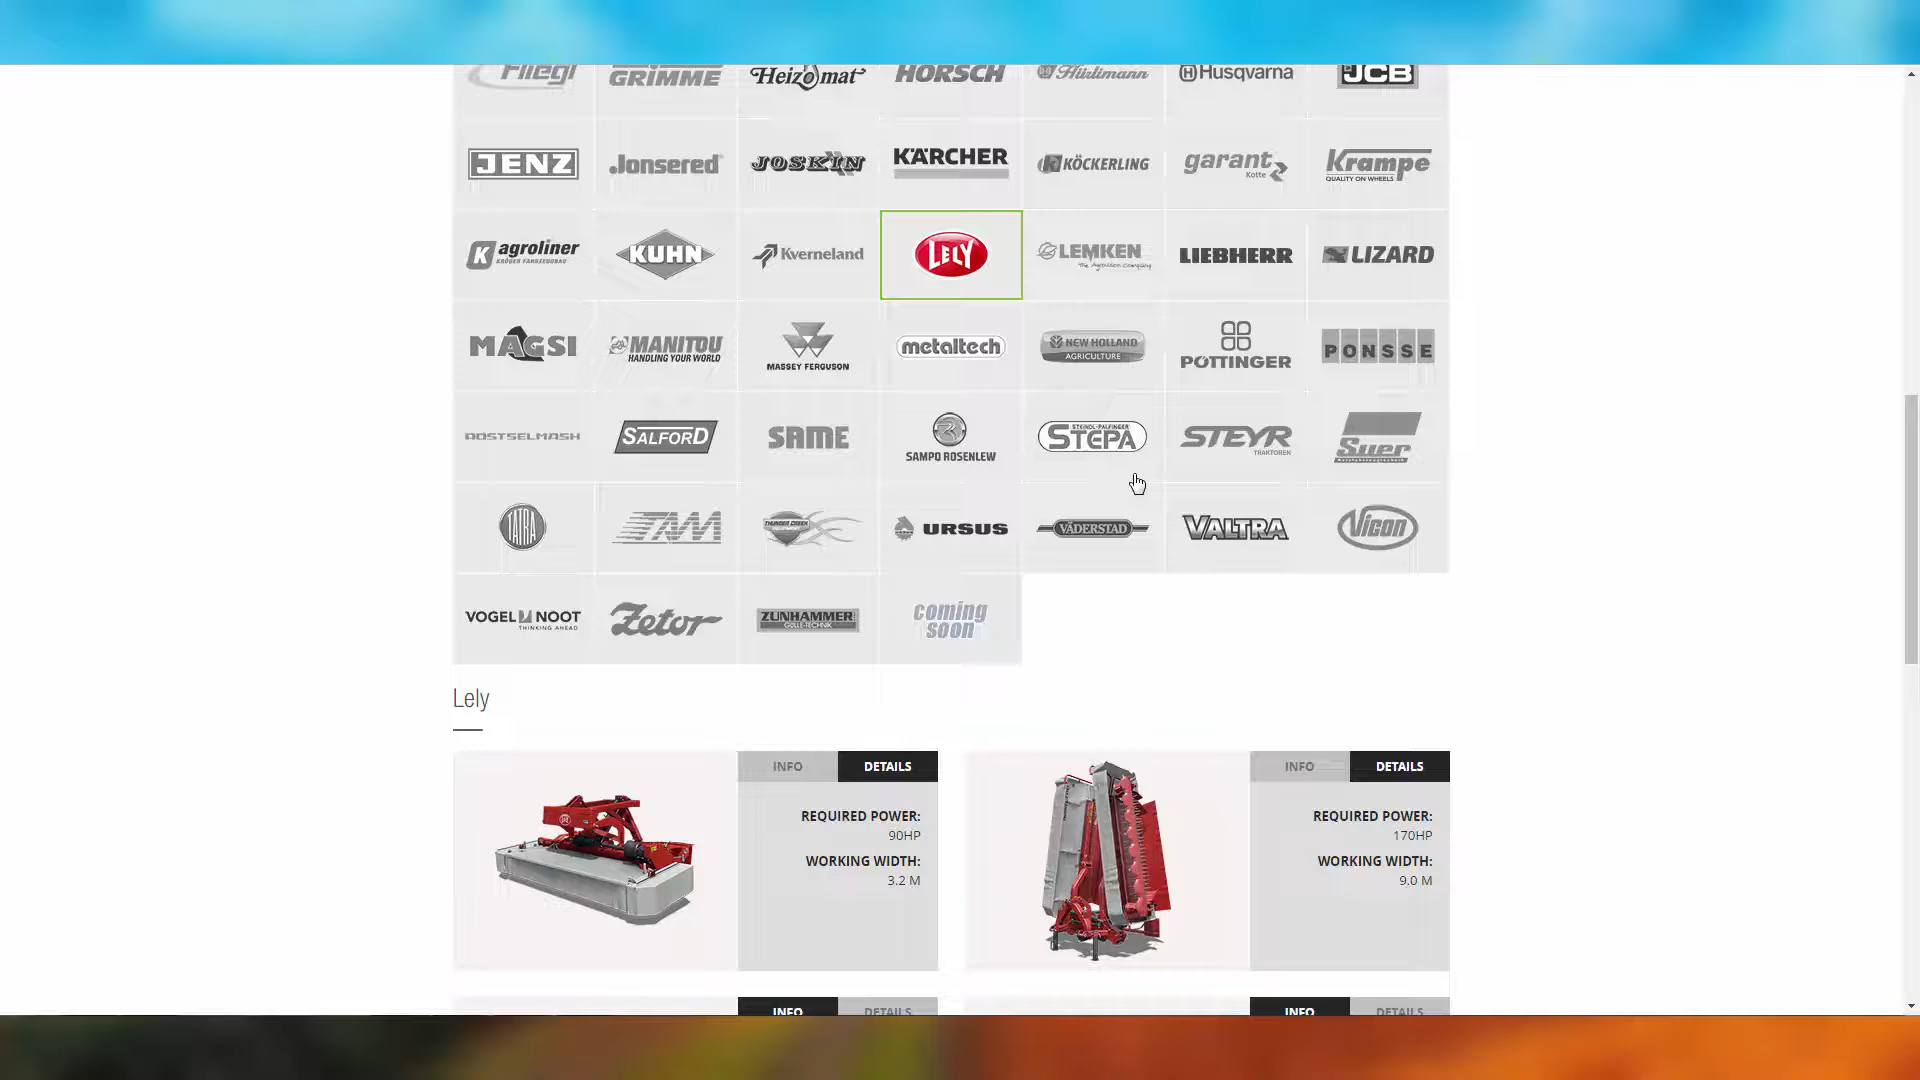 Fliegl GRIMME Heizomat HORSCH Hürlimann Husqvarna JCB
JENZ Jonsered JOSKIN KÄRCHER KÖCKERLING garant Kotte Krampe QUALITY ON WHEELS
agroliner KRÖGER FAHRZEUGBAU KUHN Kverneland LELY LEMKEN The Agrovision Company LIEBHERR LIZARD
MAGSI MANITOU HANDLING YOUR WORLD MASSEY FERGUSON metaltech NEW HOLLAND AGRICULTURE PÖTTINGER PONSSE
ROSTSELMASH SALFORD SAME SAMPO ROSENLEW STEINDL-PALFINGER STEPA STEYR TRAKTOREN Suer
TATRA TMM THUNDER CREEK URSUS VÄDERSTAD VALTRA Vicon
VOGEL NOOT THINKING AHEAD Zetor ZUNHAMMER GÜLLE-TECHNIK coming soon
Lely
INFO DETAILS INFO DETAILS
REQUIRED POWER: REQUIRED POWER:
90HP 170HP
WORKING WIDTH: WORKING WIDTH:
3.2 M 9.0 M
INFO DETAILS INFO DETAILS